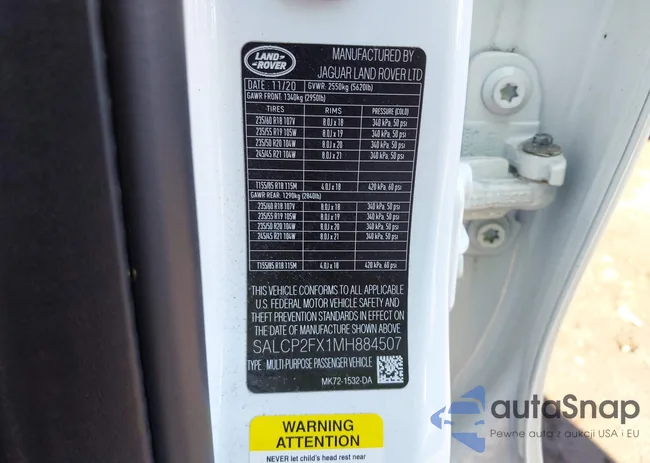 LAND
ROVER
MANUFACTURED BY
JAGUAR LAND ROVER LTD
DATE : 11/20 GVWR: 2550kg (5620lb)
GAWR FRONT: 1340kg (2950lb)
TIRES RIMS PRESSURE (COLD)
235/60 R18 107V 8.0J x 18 340 kPa, 50 psi
235/55 R19 105W 8.0J x 19 340 kPa, 50 psi
235/50 R20 104W 8.0J x 20 340 kPa, 50 psi
245/45 R21 104W 8.0J x 21 340 kPa, 50 psi
T155/85 R18 115M 4.0J x 18 420 kPa, 60 psi
GAWR REAR: 1290kg (2840lb)
235/60 R18 107V 8.0J x 18 340 kPa, 50 psi
235/55 R19 105W 8.0J x 19 340 kPa, 50 psi
235/50 R20 104W 8.0J x 20 340 kPa, 50 psi
245/45 R21 104W 8.0J x 21 340 kPa, 50 psi
T155/85 R18 115M 4.0J x 18 420 kPa, 60 psi
THIS VEHICLE CONFORMS TO ALL APPLICABLE
U.S. FEDERAL MOTOR VEHICLE SAFETY AND
THEFT PREVENTION STANDARDS IN EFFECT ON
THE DATE OF MANUFACTURE SHOWN ABOVE
SALCP2FX1MH884507
TYPE : MULTI-PURPOSE PASSENGER VEHICLE
MK72-1532-DA
WARNING
ATTENTION
NEVER let child's head rest near
autoSnap
Pewne auta z aukcji USA i EU